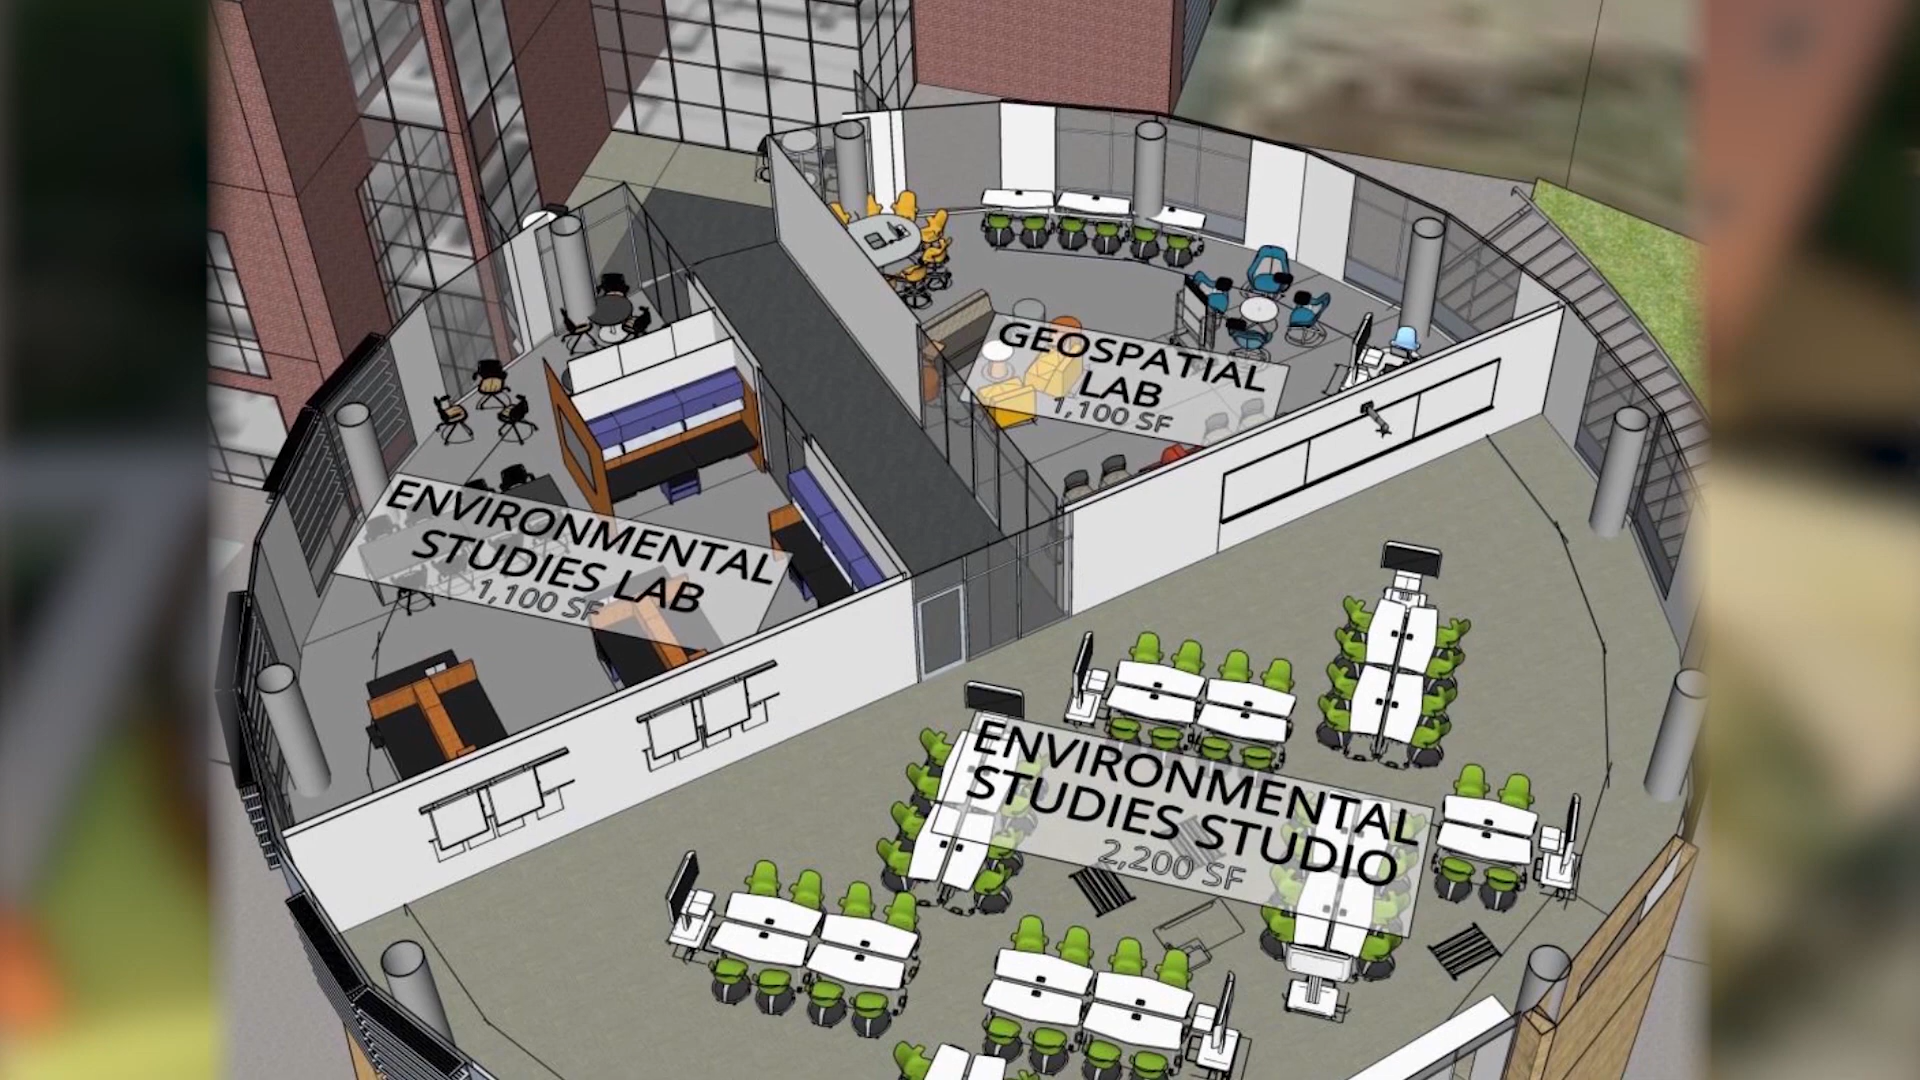 GEOSPATIAL
LAB
1,100 SF
ENVIRONMENTAL
STUDIES LAB
1,100 SF
ENVIRONMENTAL
STUDIES STUDIO
2,200 SF